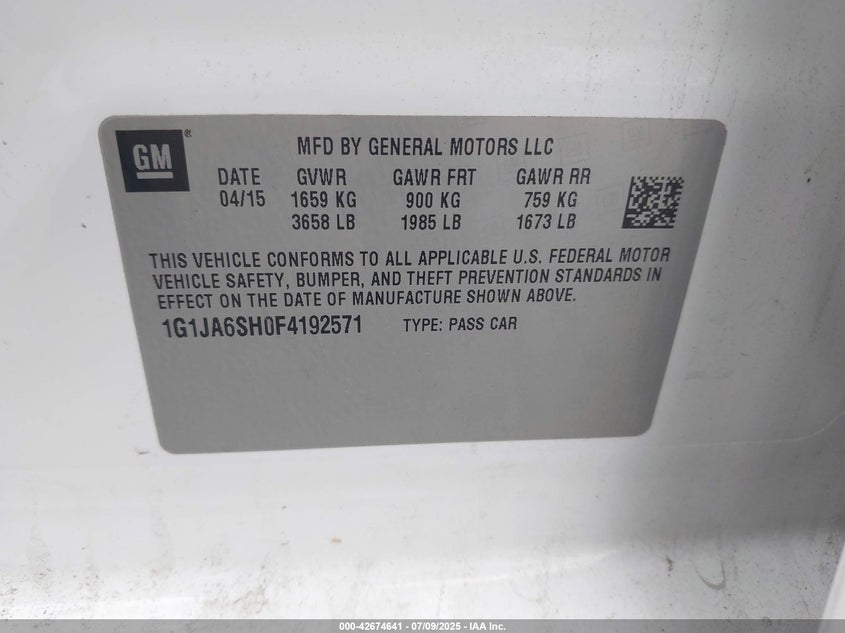 GM
®
MFD BY GENERAL MOTORS LLC
DATE GVWR GAWR FRT GAWR RR
04/15 1659 KG 900 KG 759 KG
3658 LB 1985 LB 1673 LB
THIS VEHICLE CONFORMS TO ALL APPLICABLE U.S. FEDERAL MOTOR
VEHICLE SAFETY, BUMPER, AND THEFT PREVENTION STANDARDS IN
EFFECT ON THE DATE OF MANUFACTURE SHOWN ABOVE.
1G1JA6SH0F4192571 TYPE: PASS CAR
000-42674641 | 07/09/2025 - IAA Inc.